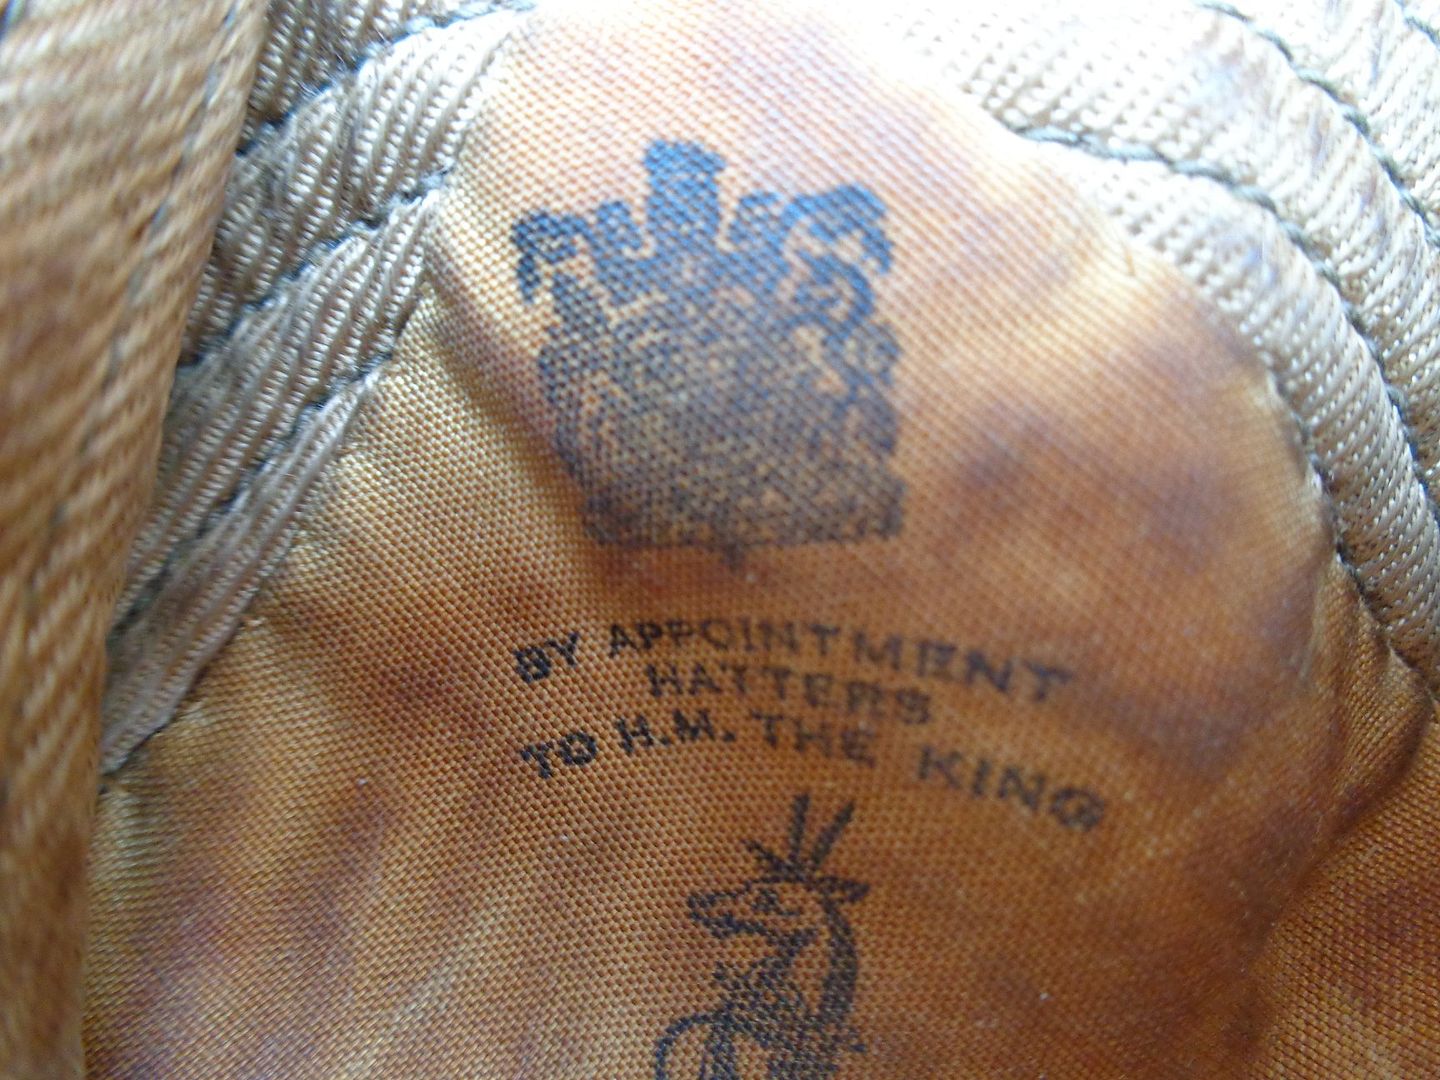 BY APPOINTMENT
HATTERS
TO H.M. THE KING